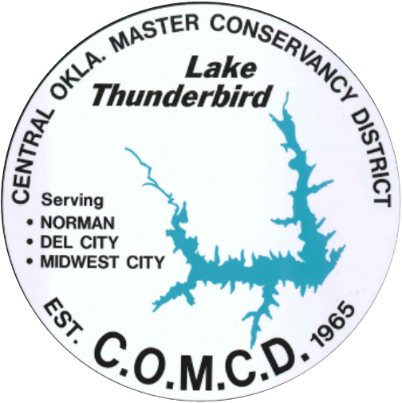 CENTRAL OKLA. MASTER CONSERVANCY DISTRICT
Lake
Thunderbird
Serving
• NORMAN
• DEL CITY
• MIDWEST CITY
EST. C.O.M.C.D. 1965